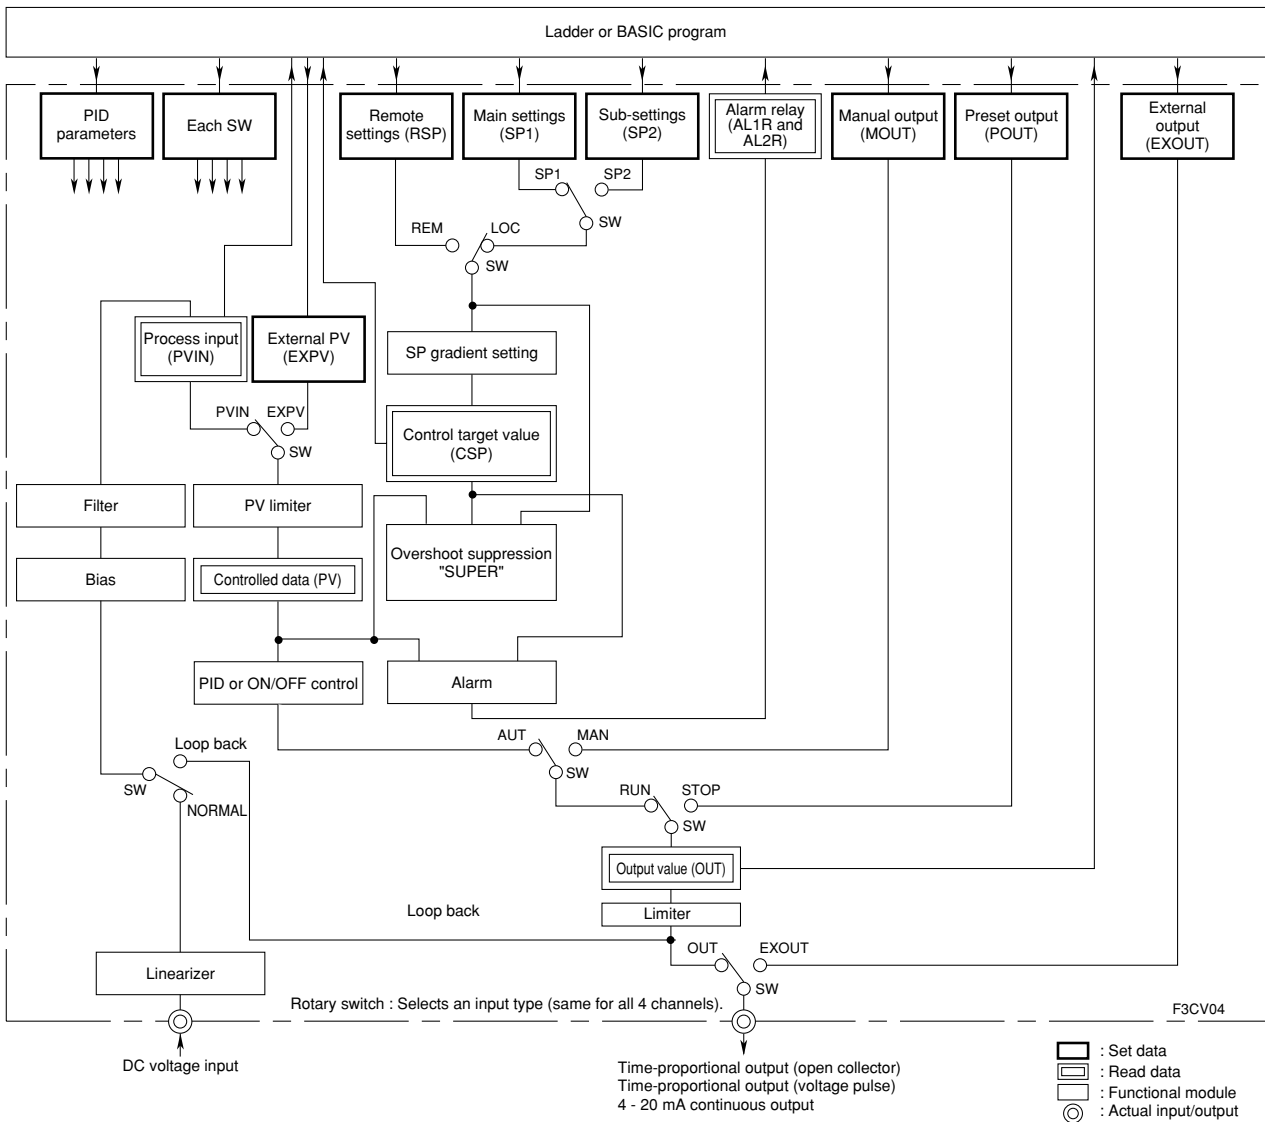 Ladder or BASIC program
PID
parameters
Each SW
Remote
settings (RSP)
Main settings
(SP1)
Sub-settings
(SP2)
Alarm relay
(AL1R and
AL2R)
Manual output
(MOUT)
Preset output
(POUT)
External
output
(EXOUT)
SP1
SP2
SW
REM
LOC
SW
Process input
(PVIN)
External PV
(EXPV)
SP gradient setting
PVIN
EXPV
SW
Control target value
(CSP)
Filter
PV limiter
Overshoot suppression
"SUPER"
Bias
Controlled data (PV)
PID or ON/OFF control
Alarm
AUT
MAN
SW
Loop back
SW
NORMAL
RUN
STOP
SW
Output value (OUT)
Limiter
Loop back
OUT
EXOUT
SW
Linearizer
Rotary switch : Selects an input type (same for all 4 channels).
F3CV04
DC voltage input
Time-proportional output (open collector)
Time-proportional output (voltage pulse)
4 - 20 mA continuous output
: Set data
: Read data
: Functional module
: Actual input/output